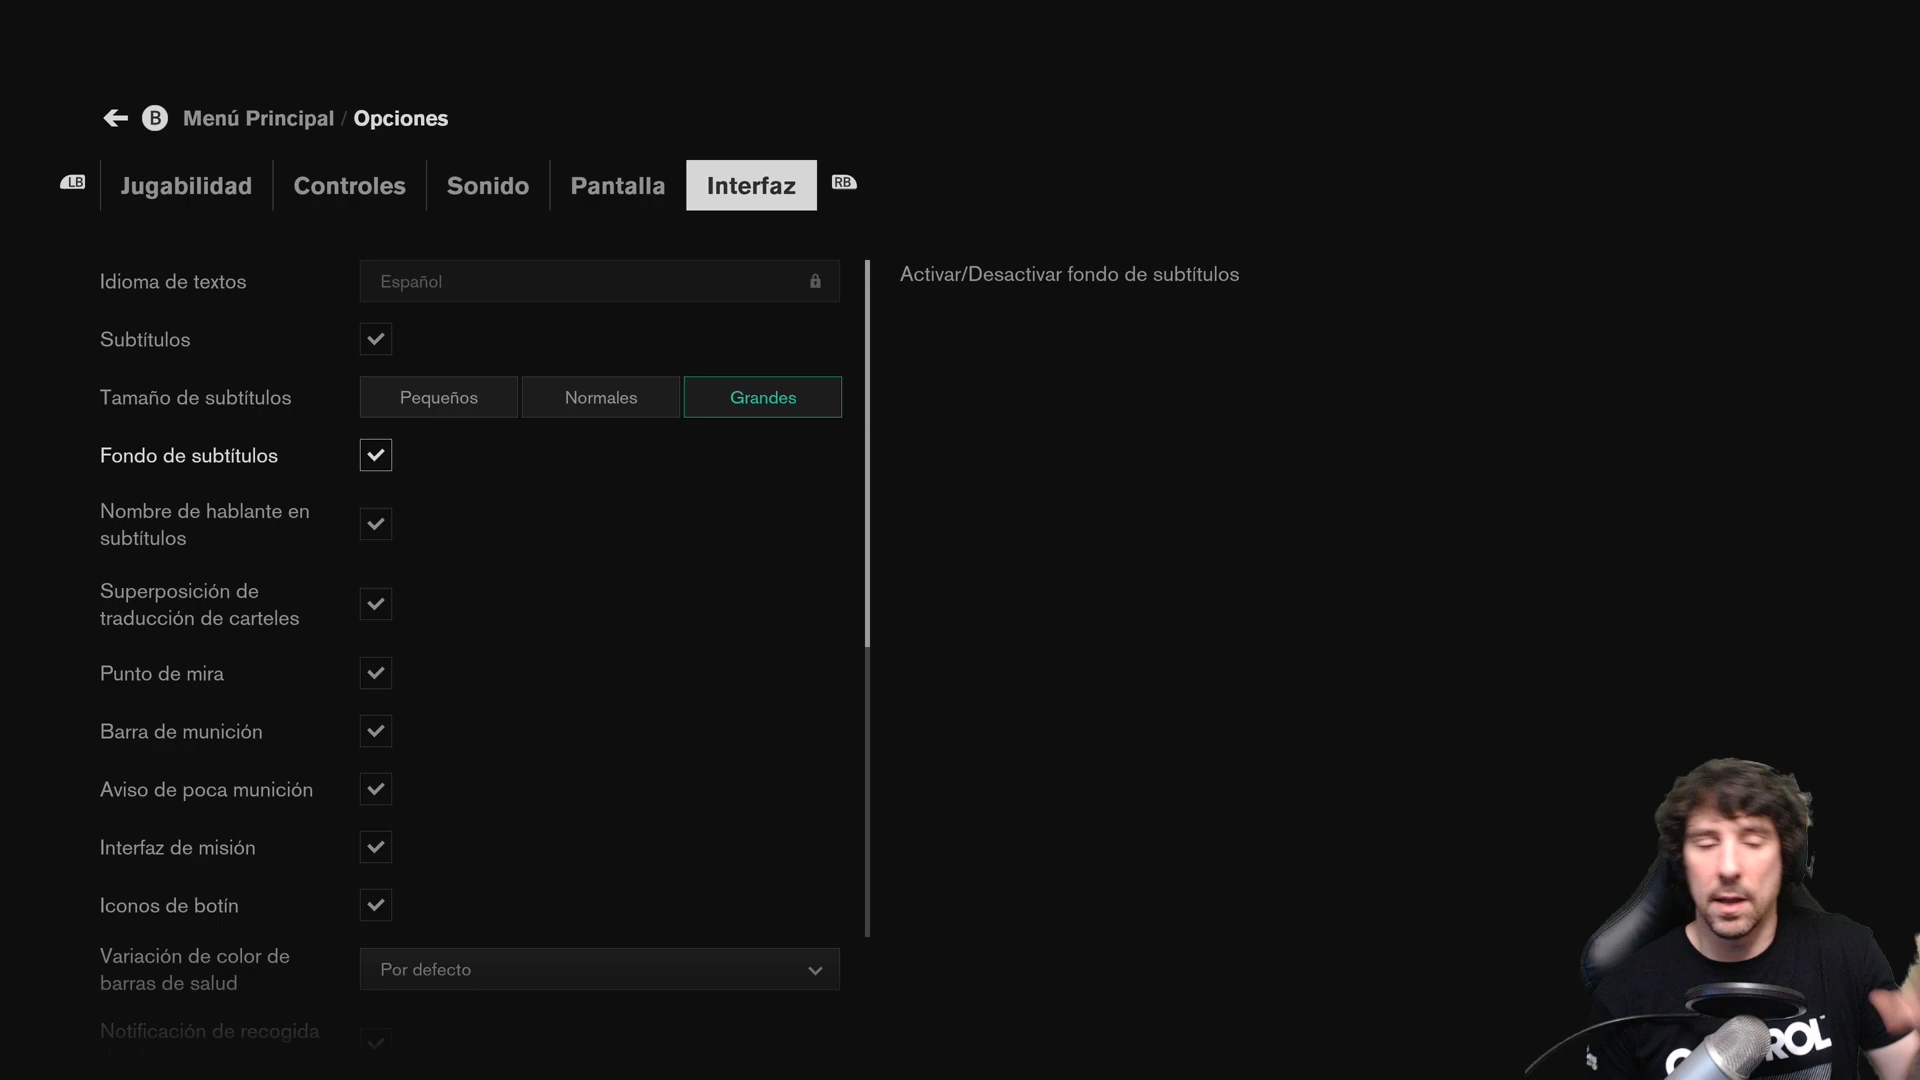 B Menú Principal / Opciones
LB Jugabilidad Controles Sonido Pantalla Interfaz RB
Idioma de textos Español
Activar/Desactivar fondo de subtítulos
Subtítulos
Tamaño de subtítulos Pequeños Normales Grandes
Fondo de subtítulos
Nombre de hablante en
subtítulos
Superposición de
traducción de carteles
Punto de mira
Barra de munición
Aviso de poca munición
Interfaz de misión
Iconos de botín
Variación de color de
barras de salud
Por defecto
Notificación de recogida